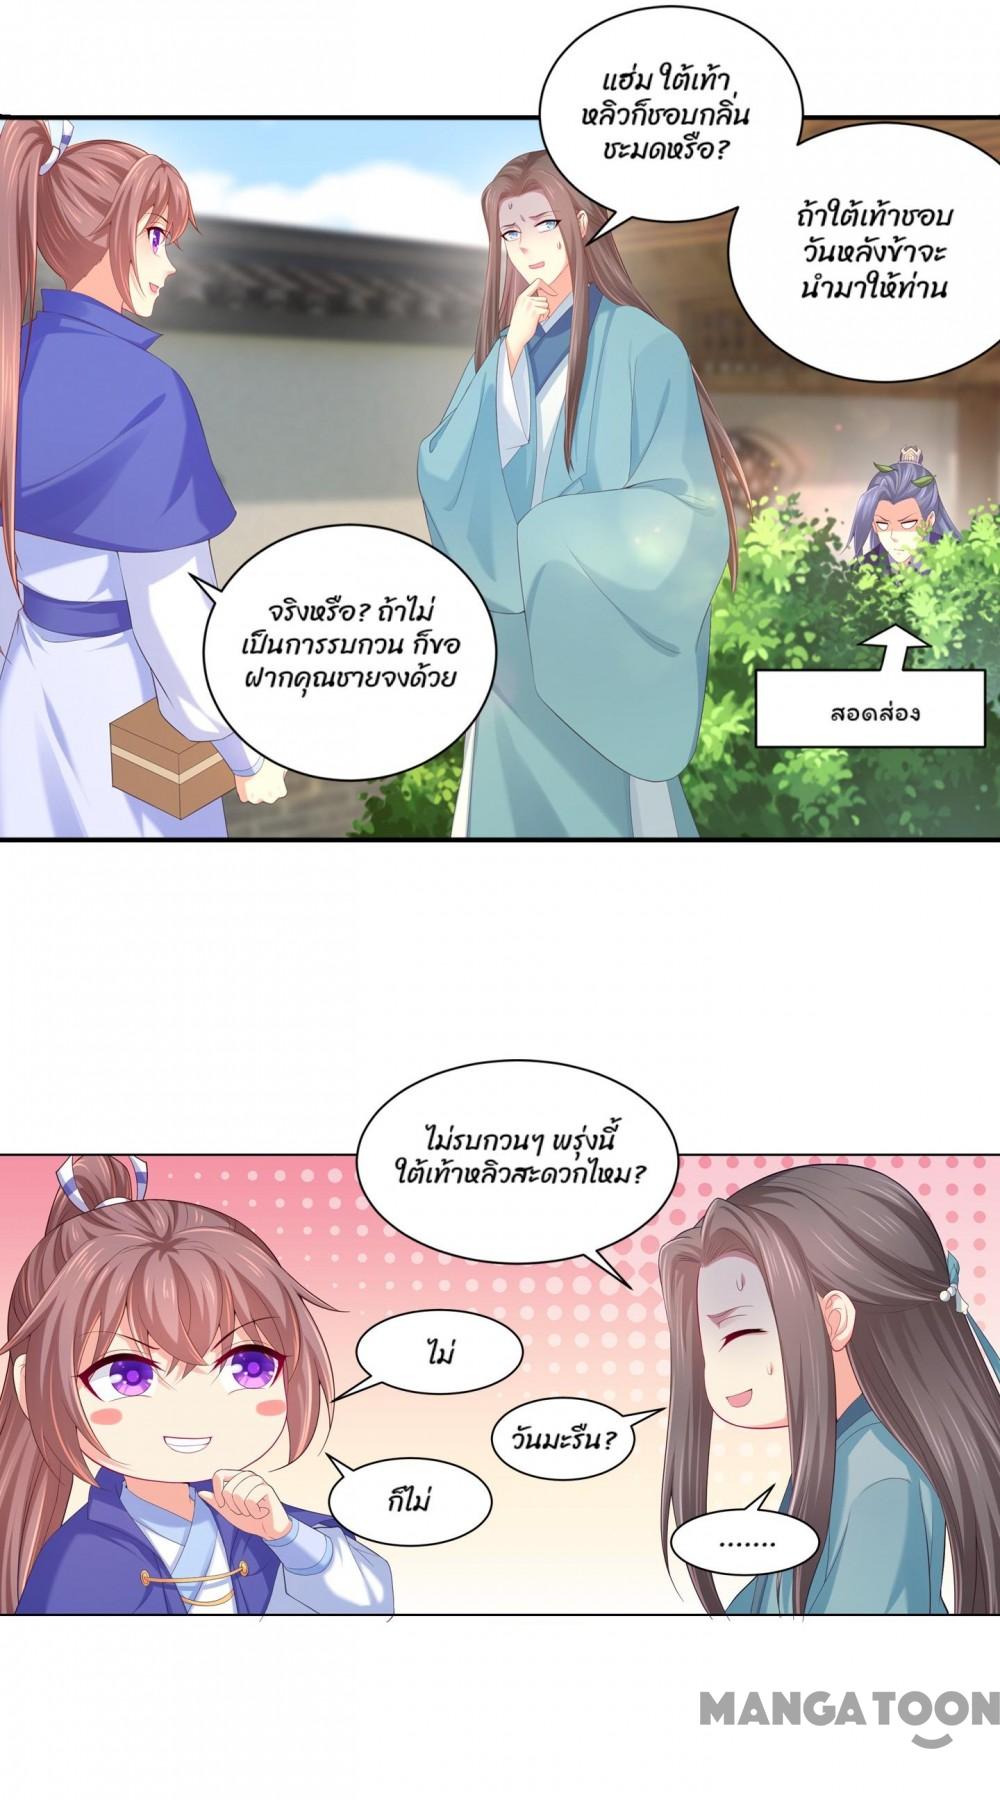 แฮ่ม ใต้เท้า
หลิวก็ชอบกลิ่น
ชะมดหรือ?
ถ้าใต้เท้าชอบ
วันหลังข้าจะ
นำมาให้ท่าน
จริงหรือ? ถ้าไม่
เป็นการรบกวน ก็ขอ
ฝากคุณชายจงด้วย
สอดส่อง
ไม่รบกวนๆ พรุ่งนี้
ใต้เท้าหลิวสะดวกไหม?
ไม่
วันมะรืน?
ก็ไม่
.......
MANGATOON